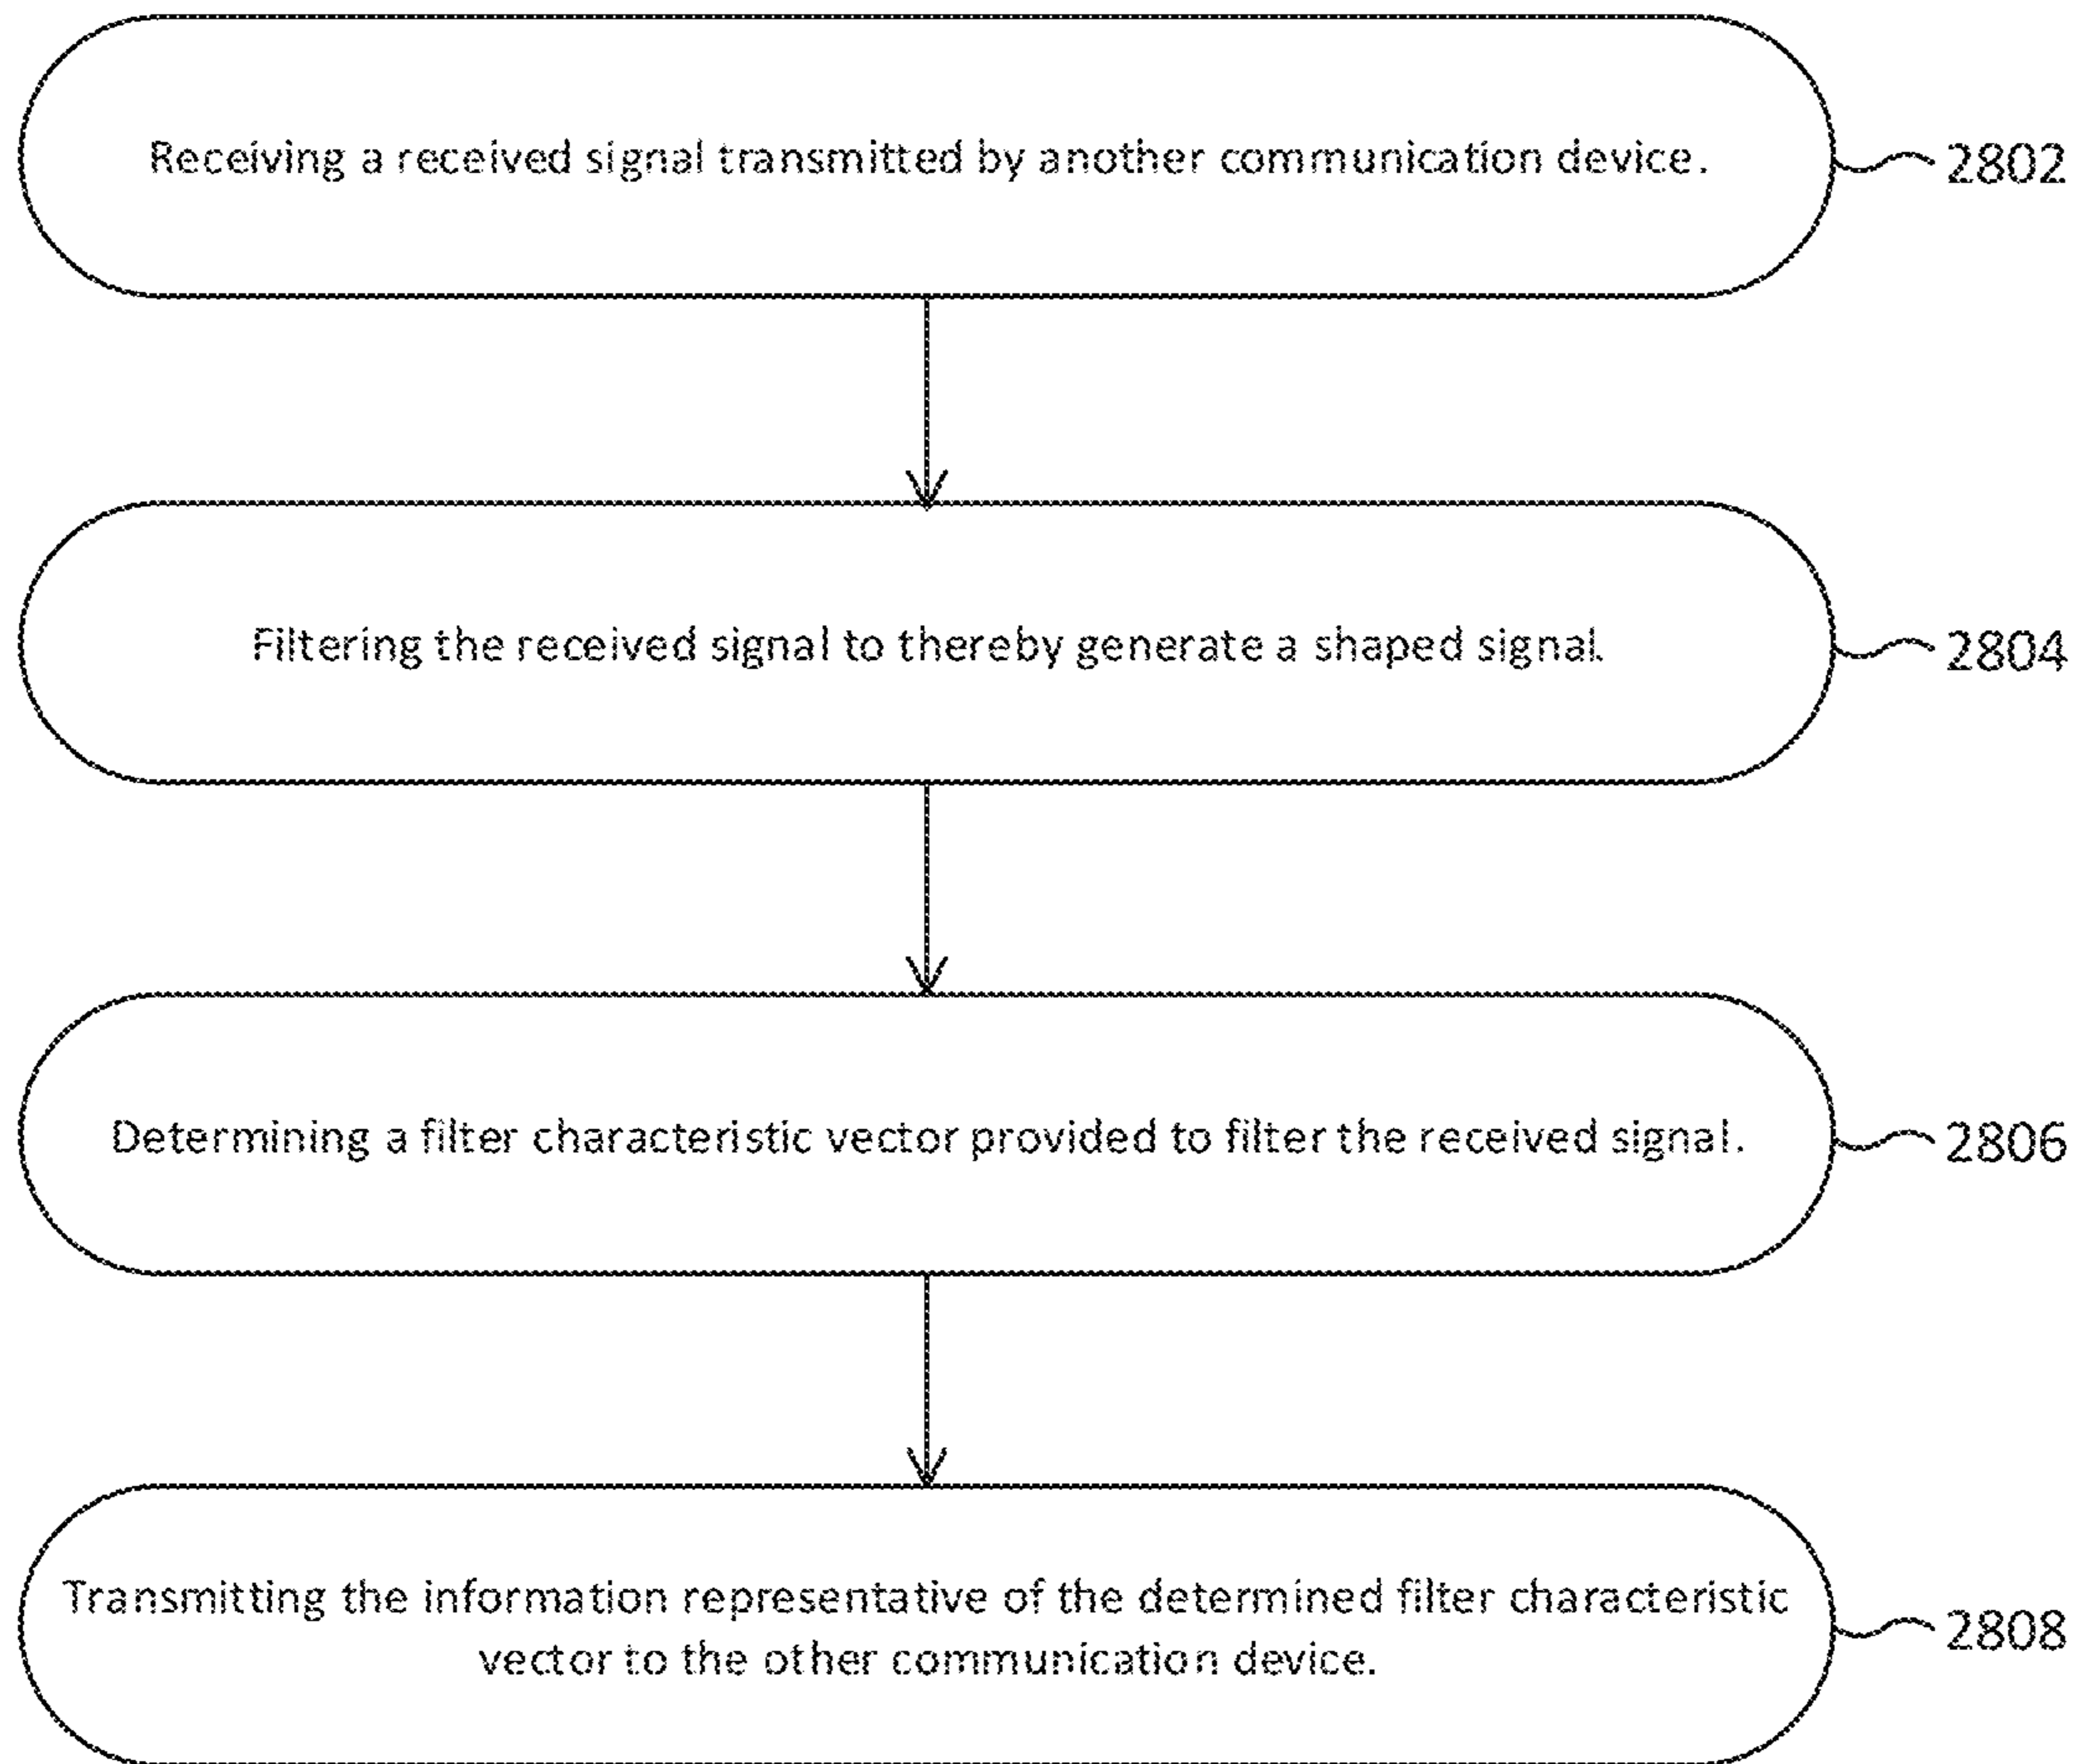 Receiving a received signal transmitted by another communication device.
2802
Filtering the received signal to thereby generate a shaped signal.
2804
Determining a filter characteristic vector provided to filter the received signal.
2806
Transmitting the information representative of the determined filter characteristic
vector to the other communication device.
2808